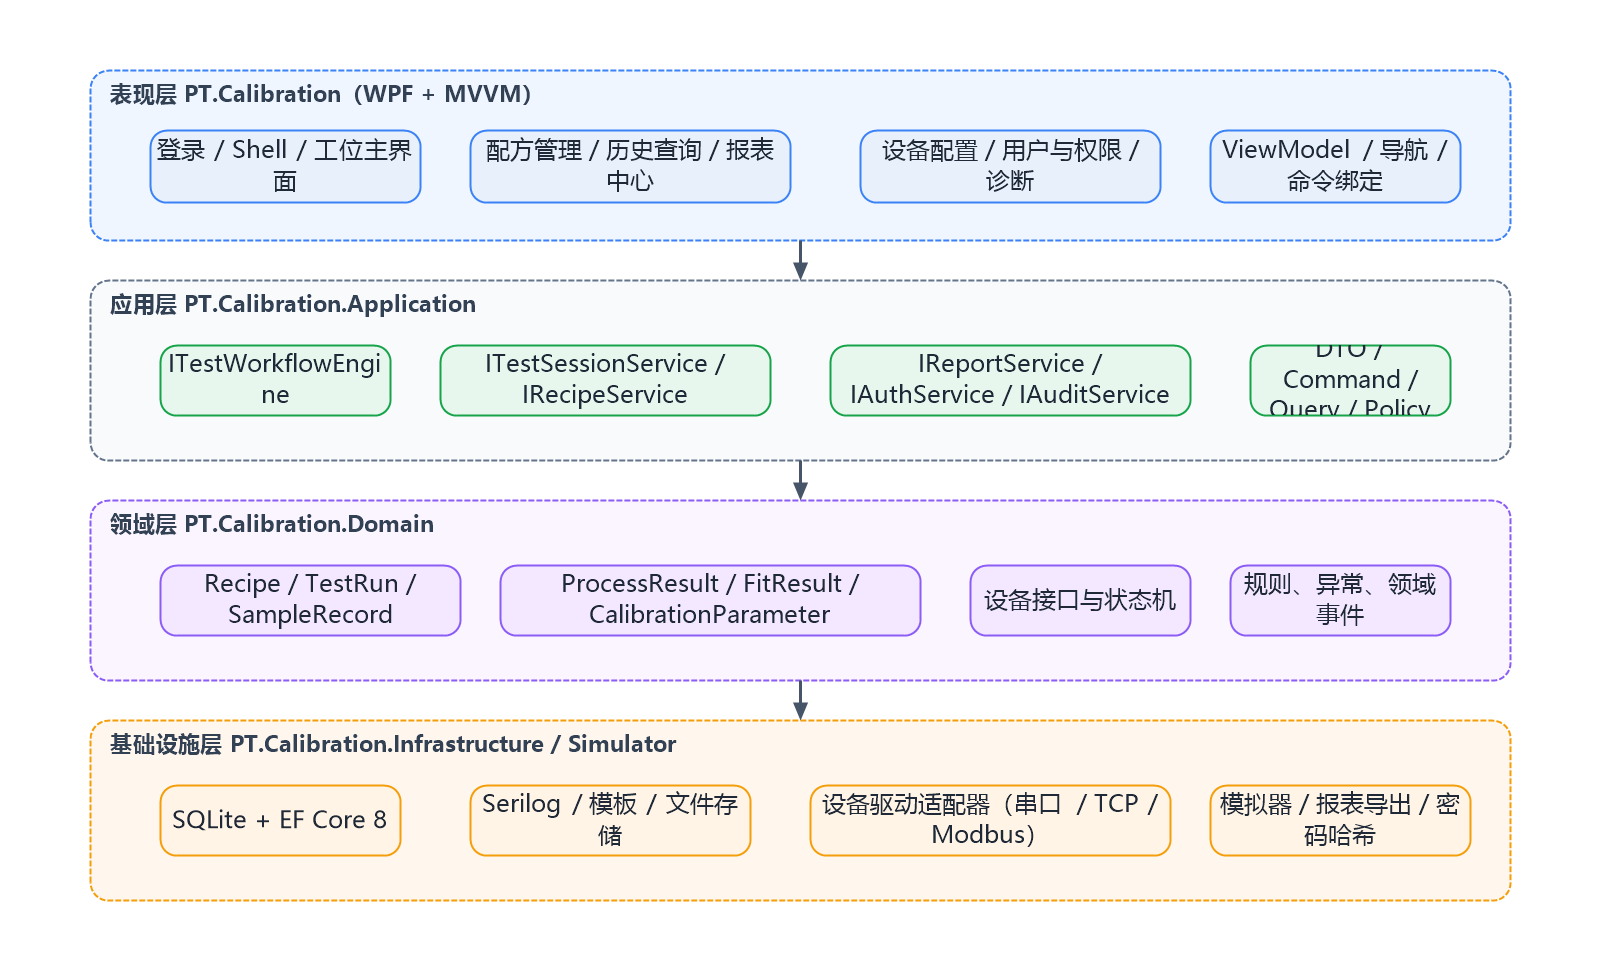 表现层 PT.Calibration（WPF + MVVM）
登录 / Shell / 工位主界
面
配方管理 / 历史查询 / 报表
中心
设备配置 / 用户与权限 /
诊断
ViewModel / 导航 /
命令绑定
应用层 PT.Calibration.Application
ITestWorkflowEngi
ne
ITestSessionService /
IRecipeService
IReportService /
IAuthService / IAuditService
DTO /
Command /
Query / Policy
领域层 PT.Calibration.Domain
Recipe / TestRun /
SampleRecord
ProcessResult / FitResult /
CalibrationParameter
设备接口与状态机
规则、异常、领域
事件
基础设施层 PT.Calibration.Infrastructure / Simulator
SQLite + EF Core 8
Serilog / 模板 / 文件存
储
设备驱动适配器（串口 / TCP /
Modbus）
模拟器 / 报表导出 / 密
码哈希